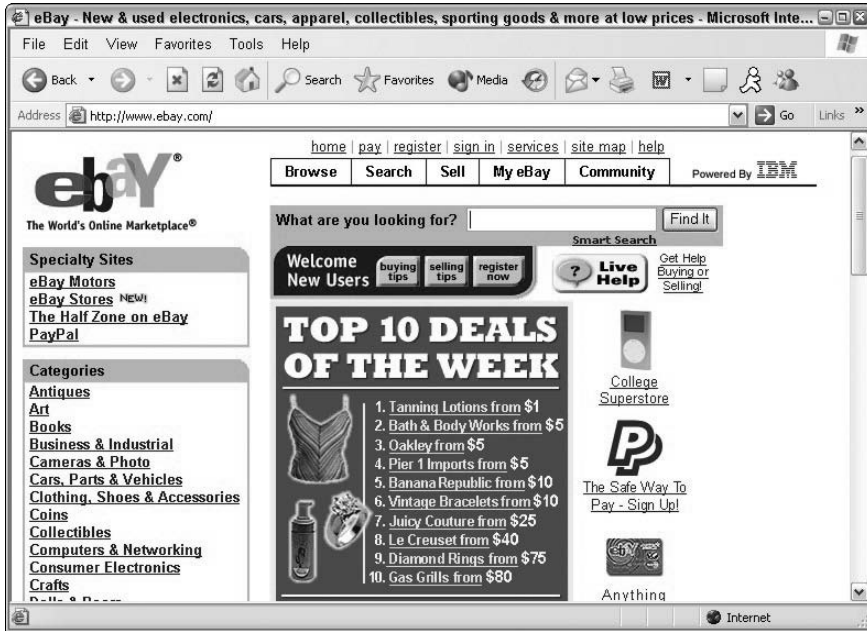 eBay - New & used electronics, cars, apparel, collectibles, sporting goods & more at low prices - Microsoft Inte...
File Edit View Favorites Tools Help
Back Search Favorites Media
Address http://www.ebay.com/ Go Links »
home | pay | register | sign in | services | site map | help
Browse Search Sell My eBay Community Powered By IBM
ebaY®
The World's Online Marketplace®
What are you looking for? Find It
Smart Search
Welcome
New Users
buying
tips
selling
tips
register
now
? Live
Help
Get Help
Buying or
Selling!
Specialty Sites
eBay Motors
eBay Stores NEW!
The Half Zone on eBay
PayPal
Categories
Antiques
Art
Books
Business & Industrial
Cameras & Photo
Cars, Parts & Vehicles
Clothing, Shoes & Accessories
Coins
Collectibles
Computers & Networking
Consumer Electronics
Crafts
TOP 10 DEALS
OF THE WEEK
1. Tanning Lotions from $1
2. Bath & Body Works from $5
3. Oakley from $5
4. Pier 1 Imports from $5
5. Banana Republic from $10
6. Vintage Bracelets from $10
7. Juicy Couture from $25
8. Le Creuset from $40
9. Diamond Rings from $75
10. Gas Grills from $80
College
Superstore
The Safe Way To
Pay - Sign Up!
Anything
Internet